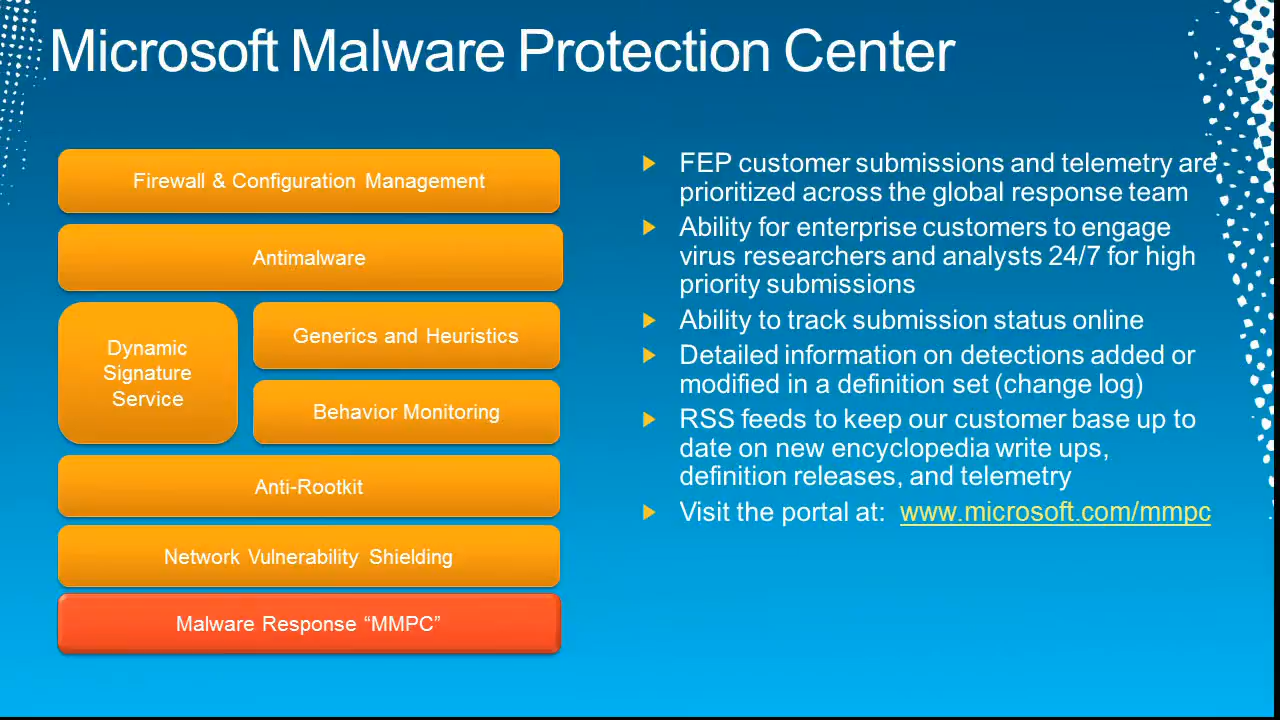 Microsoft Malware Protection Center
Firewall & Configuration Management
Antimalware
Dynamic
Signature
Service
Generics and Heuristics
Behavior Monitoring
Anti-Rootkit
Network Vulnerability Shielding
Malware Response “MMPC”
FEP customer submissions and telemetry are
prioritized across the global response team
Ability for enterprise customers to engage
virus researchers and analysts 24/7 for high
priority submissions
Ability to track submission status online
Detailed information on detections added or
modified in a definition set (change log)
RSS feeds to keep our customer base up to
date on new encyclopedia write ups,
definition releases, and telemetry
Visit the portal at: www.microsoft.com/mmpc